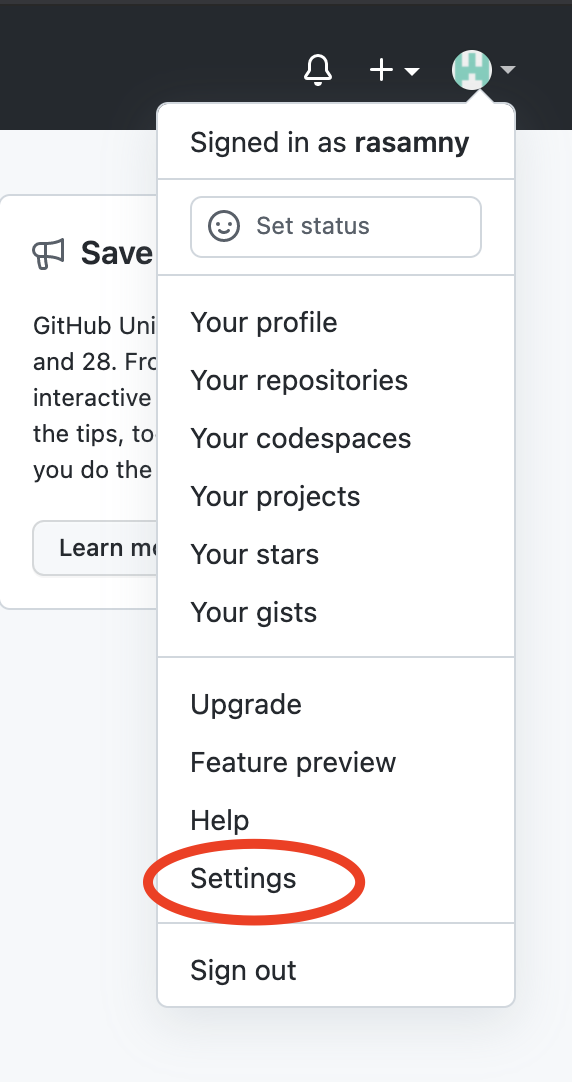 Signed in as rasamny
Set status
Save
GitHub Uni
and 28. Fro
interactive
the tips, to
you do the
Learn mo
Your profile
Your repositories
Your codespaces
Your projects
Your stars
Your gists
Upgrade
Feature preview
Help
Settings
Sign out